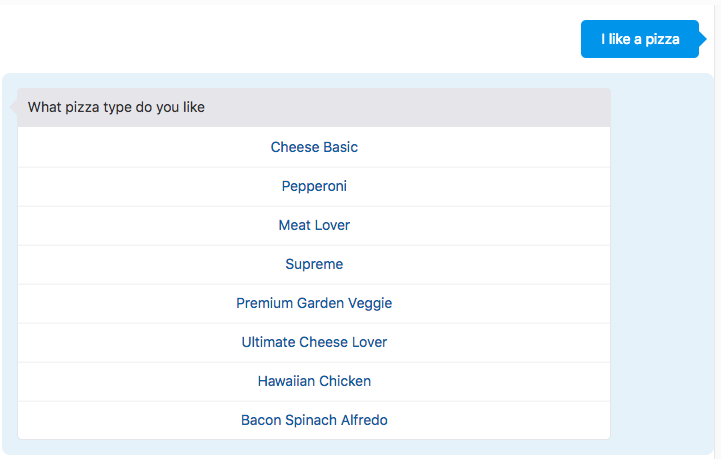 I like a pizza
What pizza type do you like
Cheese Basic
Pepperoni
Meat Lover
Supreme
Premium Garden Veggie
Ultimate Cheese Lover
Hawaiian Chicken
Bacon Spinach Alfredo